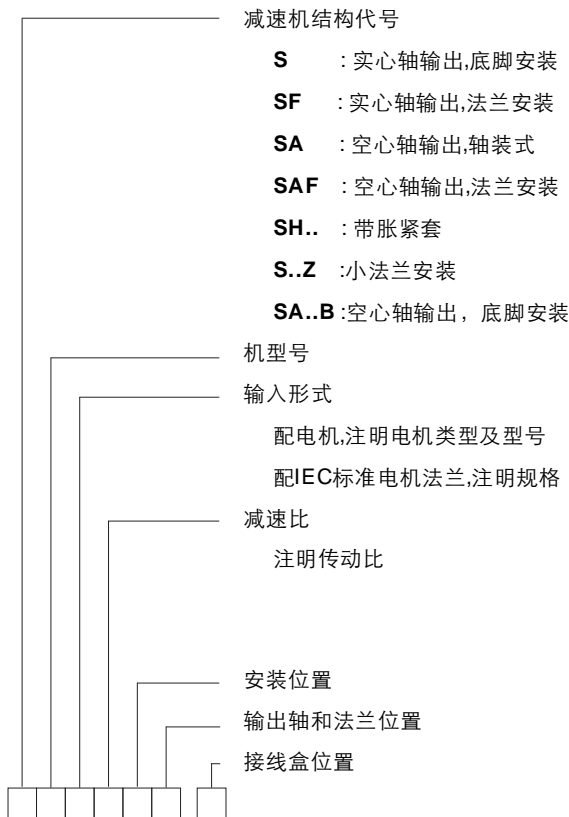 减速机结构代号
S : 实心轴输出,底脚安装
SF : 实心轴输出,法兰安装
SA : 空心轴输出,轴装式
SAF : 空心轴输出,法兰安装
SH.. : 带胀紧套
S..Z :小法兰安装
SA..B :空心轴输出，底脚安装
机型号
输入形式
配电机,注明电机类型及型号
配IEC标准电机法兰,注明规格
减速比
注明传动比
安装位置
输出轴和法兰位置
接线盒位置